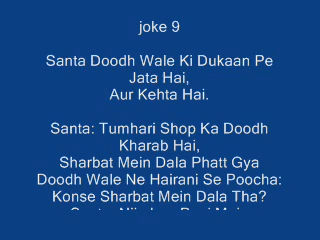 joke 9
Santa Doodh Wale Ki Dukaan Pe
Jata Hai,
Aur Kehta Hai.
Santa: Tumhari Shop Ka Doodh
Kharab Hai,
Sharbat Mein Dala Phatt Gya
Doodh Wale Ne Hairani Se Poocha:
Konse Sharbat Mein Dala Tha?